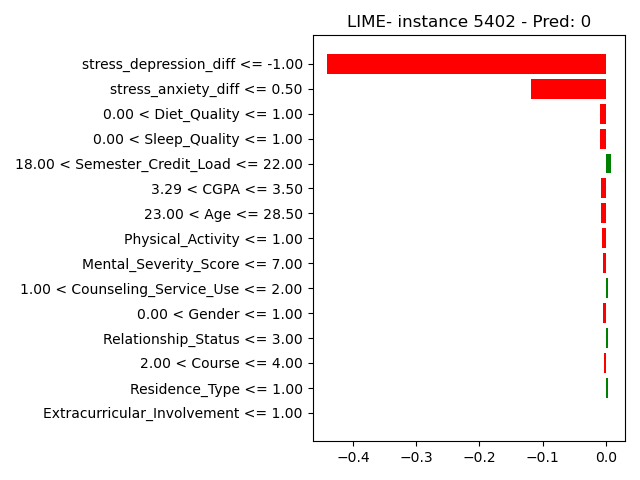 LIME- instance 5402 - Pred: 0
stress_depression_diff <= -1.00
stress_anxiety_diff <= 0.50
0.00 < Diet_Quality <= 1.00
0.00 < Sleep_Quality <= 1.00
18.00 < Semester_Credit_Load <= 22.00
3.29 < CGPA <= 3.50
23.00 < Age <= 28.50
Physical_Activity <= 1.00
Mental_Severity_Score <= 7.00
1.00 < Counseling_Service_Use <= 2.00
0.00 < Gender <= 1.00
Relationship_Status <= 3.00
2.00 < Course <= 4.00
Residence_Type <= 1.00
Extracurricular_Involvement <= 1.00
−0.4 −0.3 −0.2 −0.1 0.0